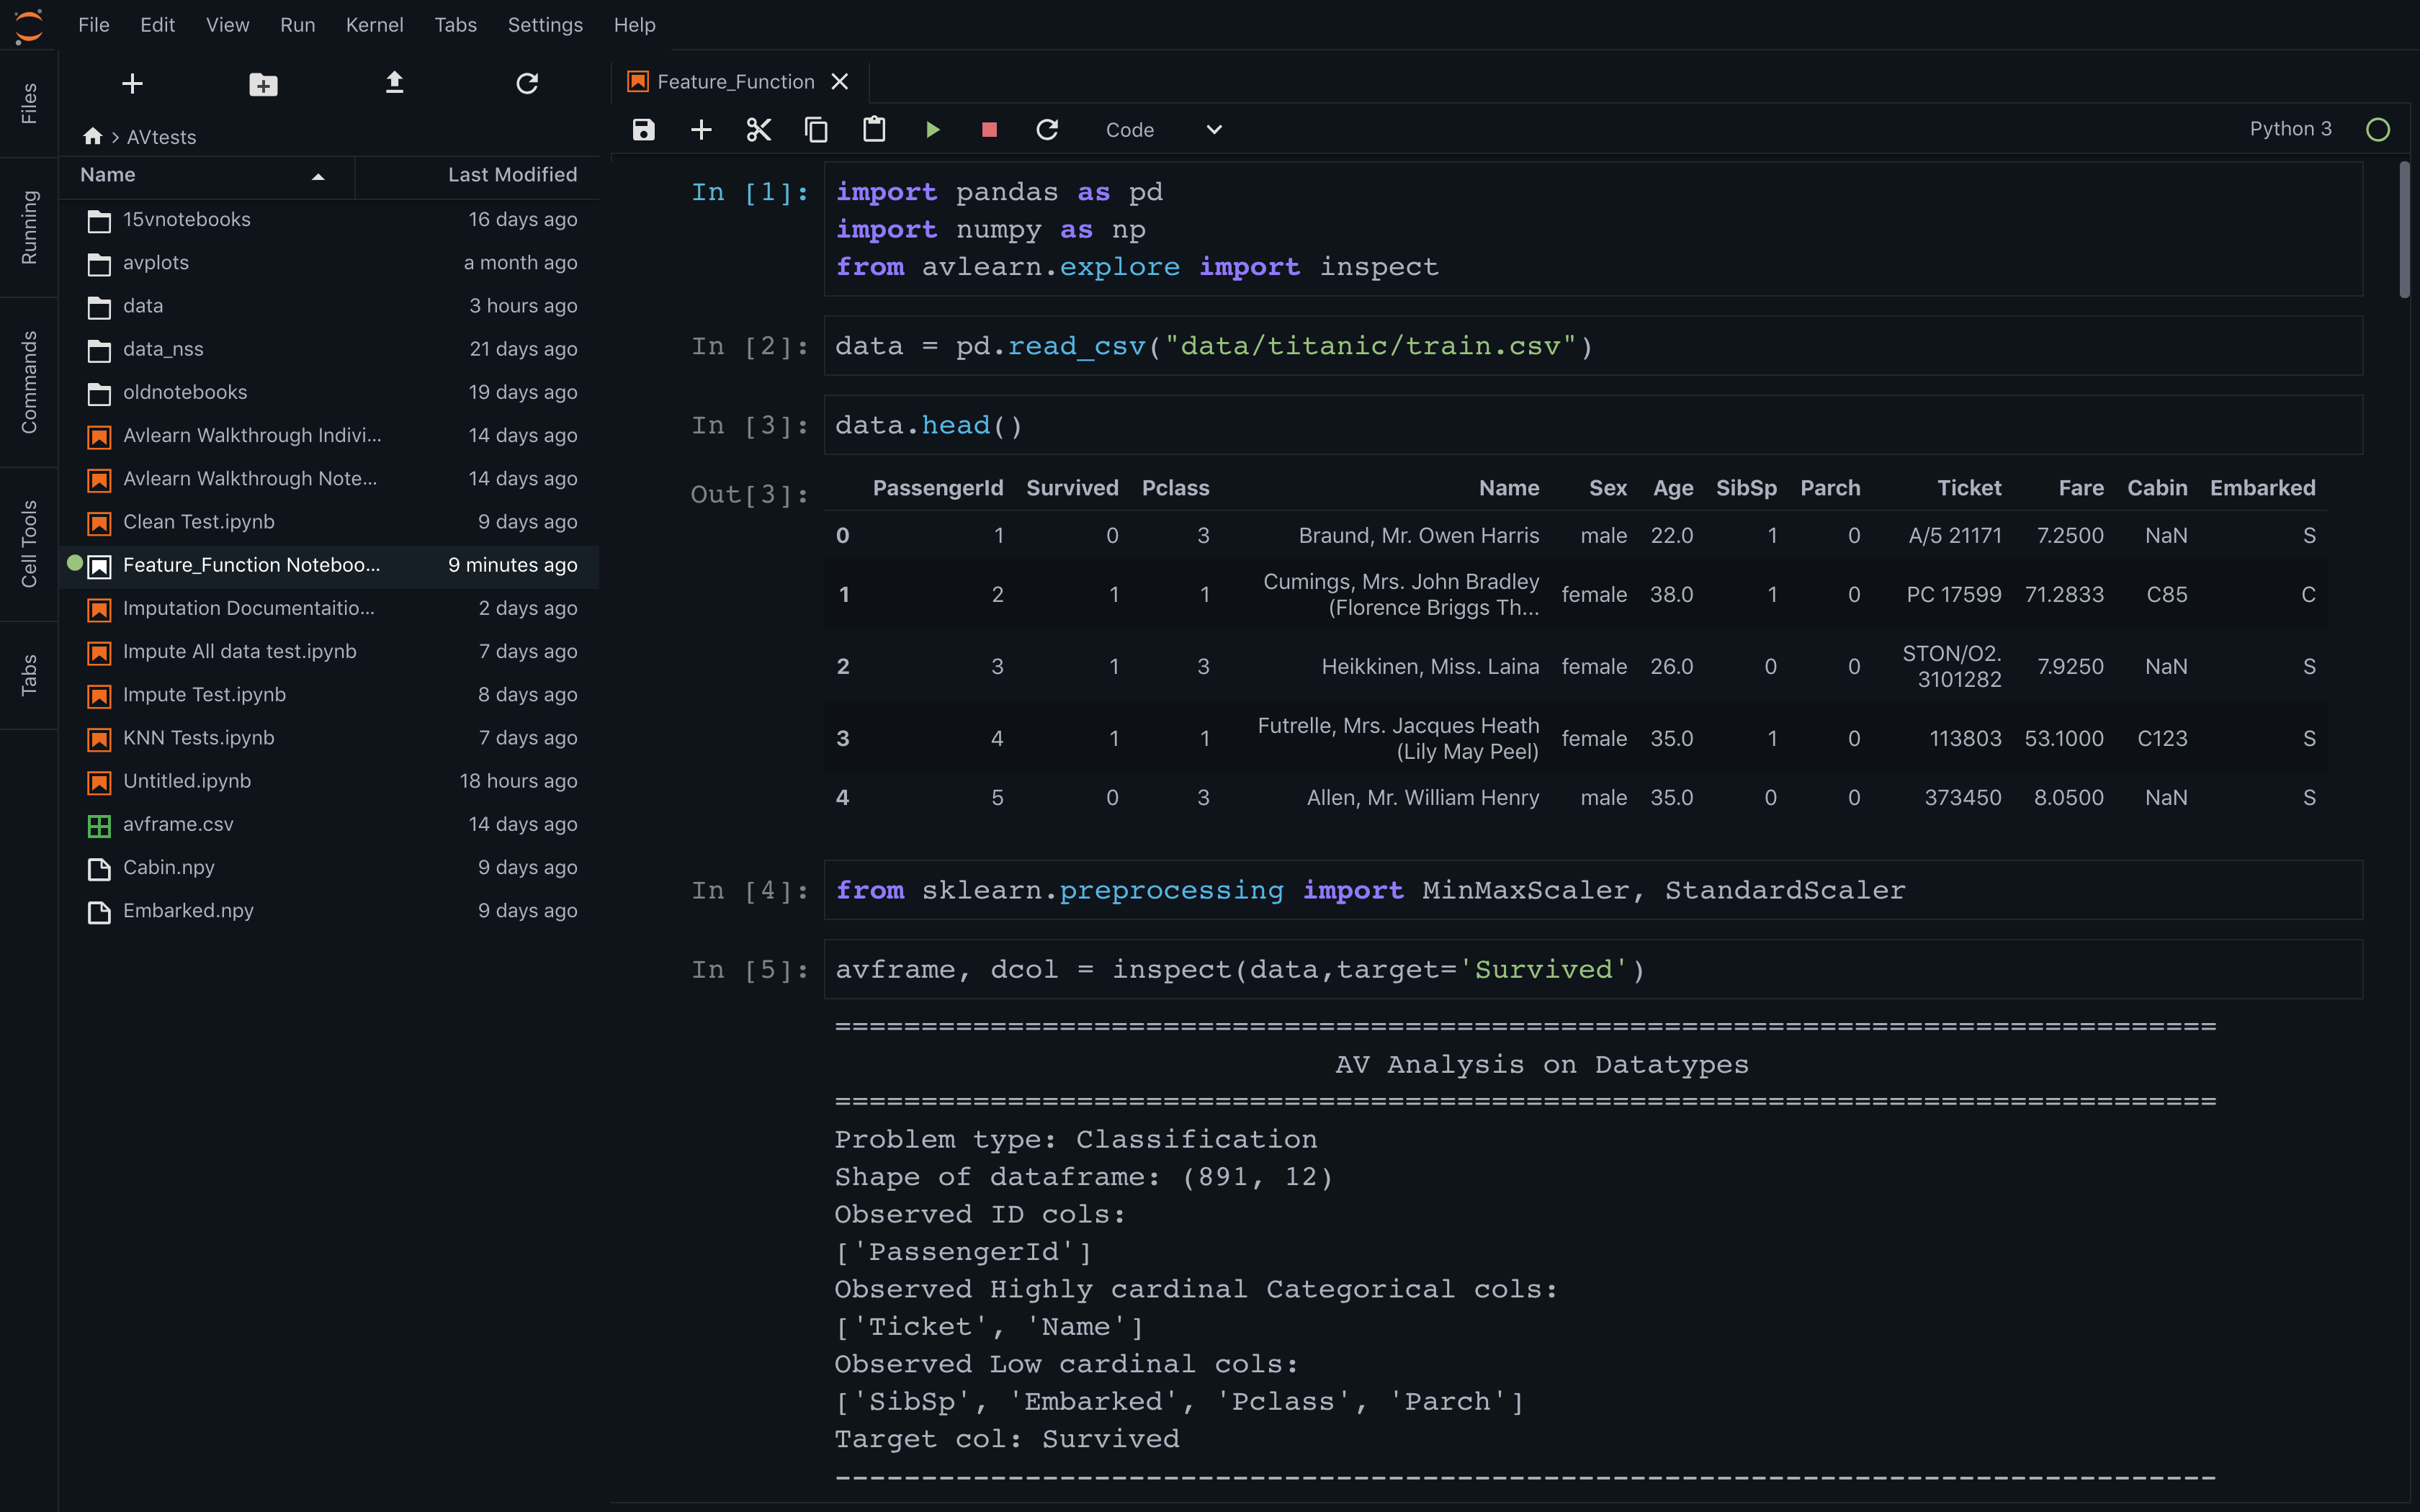 File Edit View Run Kernel Tabs Settings Help
Files
Running
Commands
Cell Tools
Tabs
> AVtests
Name Last Modified
15vnotebooks 16 days ago
avplots a month ago
data 3 hours ago
data_nss 21 days ago
oldnotebooks 19 days ago
Avlearn Walkthrough Indivi... 14 days ago
Avlearn Walkthrough Note... 14 days ago
Clean Test.ipynb 9 days ago
Feature_Function Noteboo... 9 minutes ago
Imputation Documentaitio... 2 days ago
Impute All data test.ipynb 7 days ago
Impute Test.ipynb 8 days ago
KNN Tests.ipynb 7 days ago
Untitled.ipynb 18 hours ago
avframe.csv 14 days ago
Cabin.npy 9 days ago
Embarked.npy 9 days ago
Feature_Function
Code Python 3
In [1]: import pandas as pd
import numpy as np
from avlearn.explore import inspect
In [2]: data = pd.read_csv("data/titanic/train.csv")
In [3]: data.head()
Out[3]: PassengerId Survived Pclass Name Sex Age SibSp Parch Ticket Fare Cabin Embarked
0 1 0 3 Braund, Mr. Owen Harris male 22.0 1 0 A/5 21171 7.2500 NaN S
1 2 1 1 Cumings, Mrs. John Bradley
(Florence Briggs Th... female 38.0 1 0 PC 17599 71.2833 C85 C
2 3 1 3 Heikkinen, Miss. Laina female 26.0 0 0 STON/O2.
3101282 7.9250 NaN S
3 4 1 1 Futrelle, Mrs. Jacques Heath
(Lily May Peel) female 35.0 1 0 113803 53.1000 C123 S
4 5 0 3 Allen, Mr. William Henry male 35.0 0 0 373450 8.0500 NaN S
In [4]: from sklearn.preprocessing import MinMaxScaler, StandardScaler
In [5]: avframe, dcol = inspect(data,target='Survived')
================================================================================
AV Analysis on Datatypes
================================================================================
Problem type: Classification
Shape of dataframe: (891, 12)
Observed ID cols:
['PassengerId']
Observed Highly cardinal Categorical cols:
['Ticket', 'Name']
Observed Low cardinal cols:
['SibSp', 'Embarked', 'Pclass', 'Parch']
Target col: Survived
--------------------------------------------------------------------------------